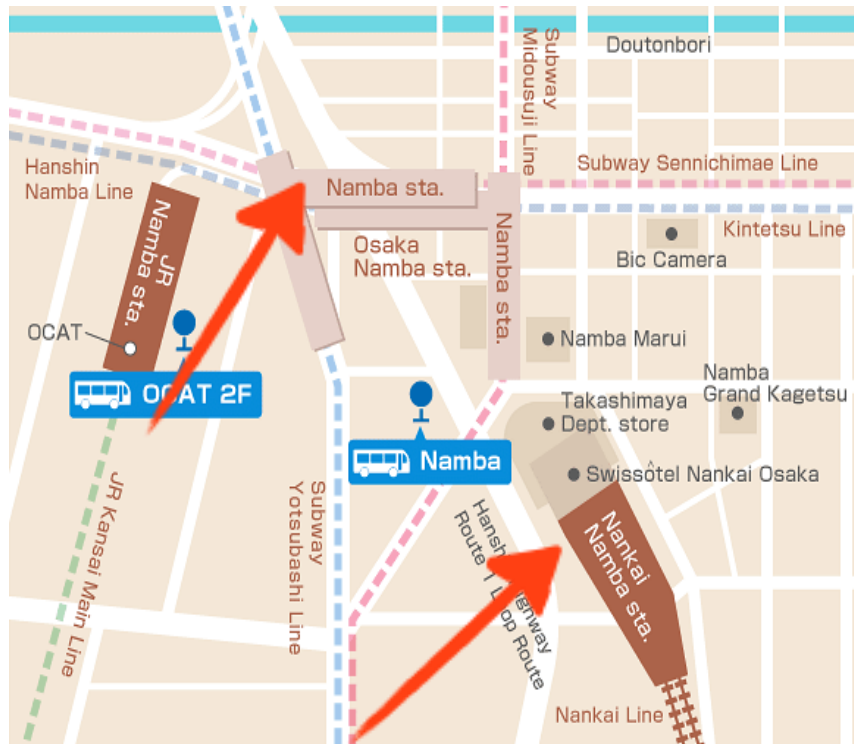 Doutonbori
Subway
Midousuji Line
Subway Sennichimae Line
Hanshin
Namba Line
Namba sta.
JR
Namba sta.
Osaka
Namba sta.
Namba sta.
Kintetsu Line
Bic Camera
OCAT
Namba Marui
Namba
Grand Kagetsu
OCAT 2F
Takashimaya
Dept. store
Namba
Swissôtel Nankai Osaka
JR Kansai Main Line
Subway
Yotsubashi Line
Route 1 Loop Route
Nankai
Namba sta.
Nankai Line